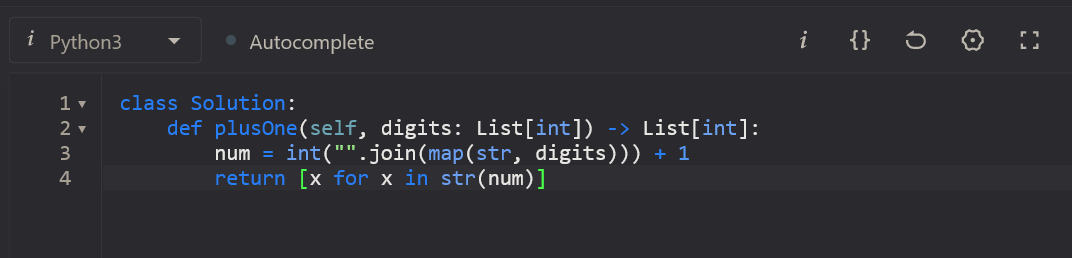 i Python3 Autocomplete i {}
1 class Solution:
2 def plusOne(self, digits: List[int]) -> List[int]:
3 num = int("".join(map(str, digits))) + 1
4 return [x for x in str(num)]